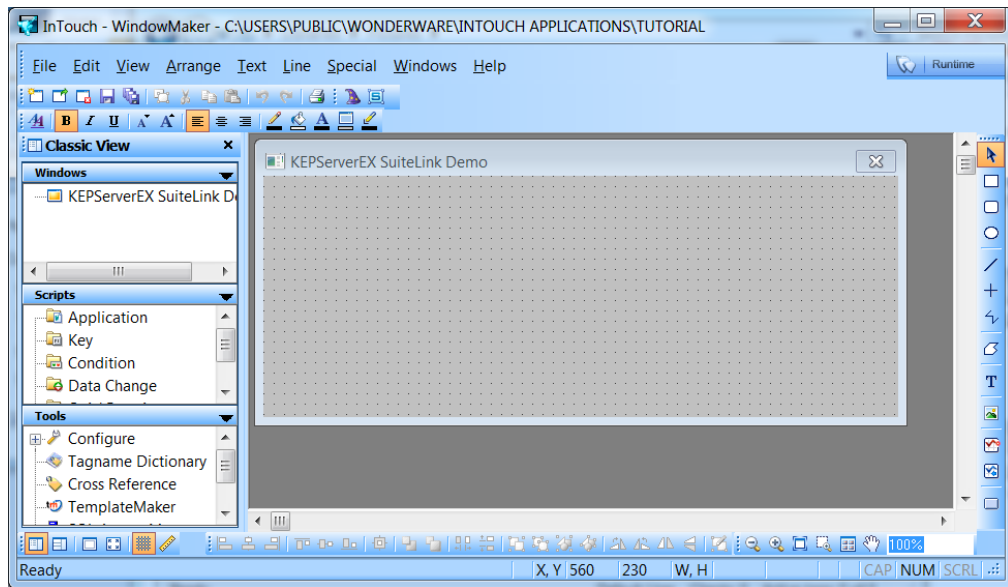 InTouch - WindowMaker - C:\USERS\PUBLIC\WONDERWARE\INTOUCH APPLICATIONS\TUTORIAL
File Edit View Arrange Text Line Special Windows Help
Runtime
A B I U A A
Classic View
Windows
KEPServerEX SuiteLink D
Scripts
Application
Key
Condition
Data Change
Tools
Configure
Tagname Dictionary
Cross Reference
TemplateMaker
KEPServerEX SuiteLink Demo
T
100%
Ready
X, Y 560 230 W, H
CAP NUM SCRL